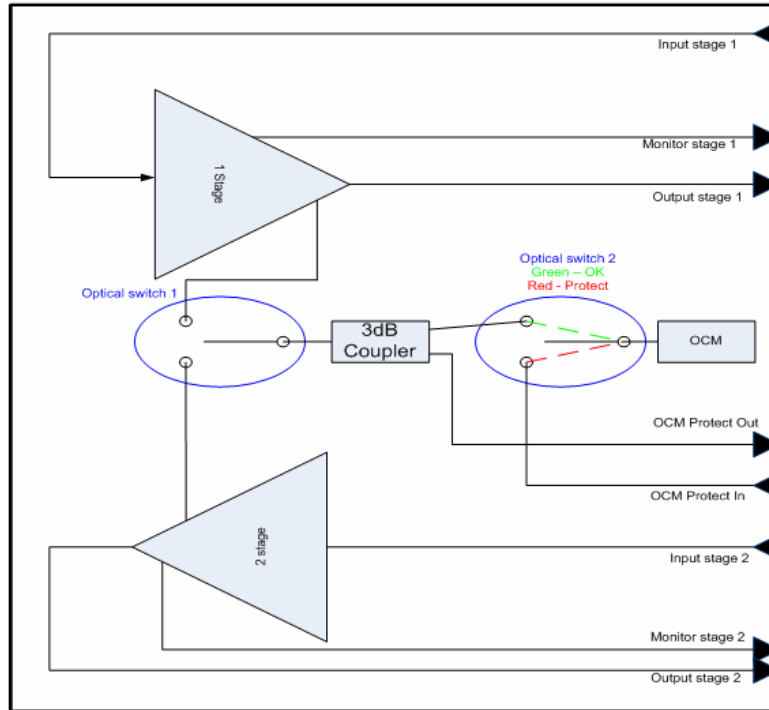 Input stage 1
Monitor stage 1
1 Stage
Output stage 1
Optical switch 1
Optical switch 2
Green – OK
Red - Protect
3dB
Coupler
OCM
OCM Protect Out
OCM Protect In
2 stage
Input stage 2
Monitor stage 2
Output stage 2